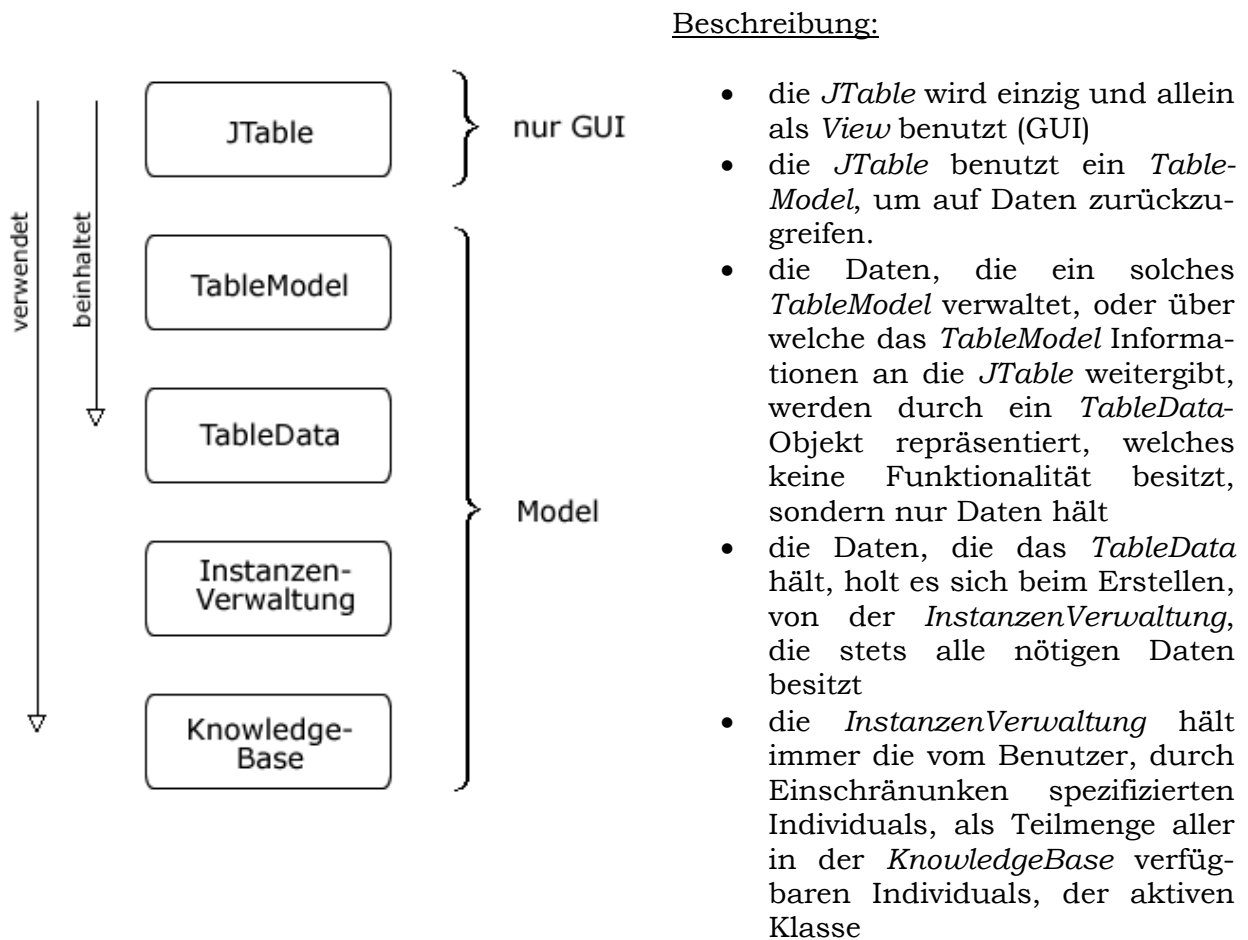 verwendet
beinhaltet
JTable
TableModel
TableData
Instanzen-
Verwaltung
Knowledge-
Base
nur GUI
Model
Beschreibung:
• die JTable wird einzig und allein
als View benutzt (GUI)
• die JTable benutzt ein Table-
Model, um auf Daten zurückzu-
greifen.
• die Daten, die ein solches
TableModel verwaltet, oder über
welche das TableModel Informa-
tionen an die JTable weitergibt,
werden durch ein TableData-
Objekt repräsentiert, welches
keine Funktionalität besitzt,
sondern nur Daten hält
• die Daten, die das TableData
hält, holt es sich beim Erstellen,
von der InstanzenVerwaltung,
die stets alle nötigen Daten
besitzt
• die InstanzenVerwaltung hält
immer die vom Benutzer, durch
Einschränunken spezifizierten
Individuals, als Teilmenge aller
in der KnowledgeBase verfüg-
baren Individuals, der aktiven
Klasse